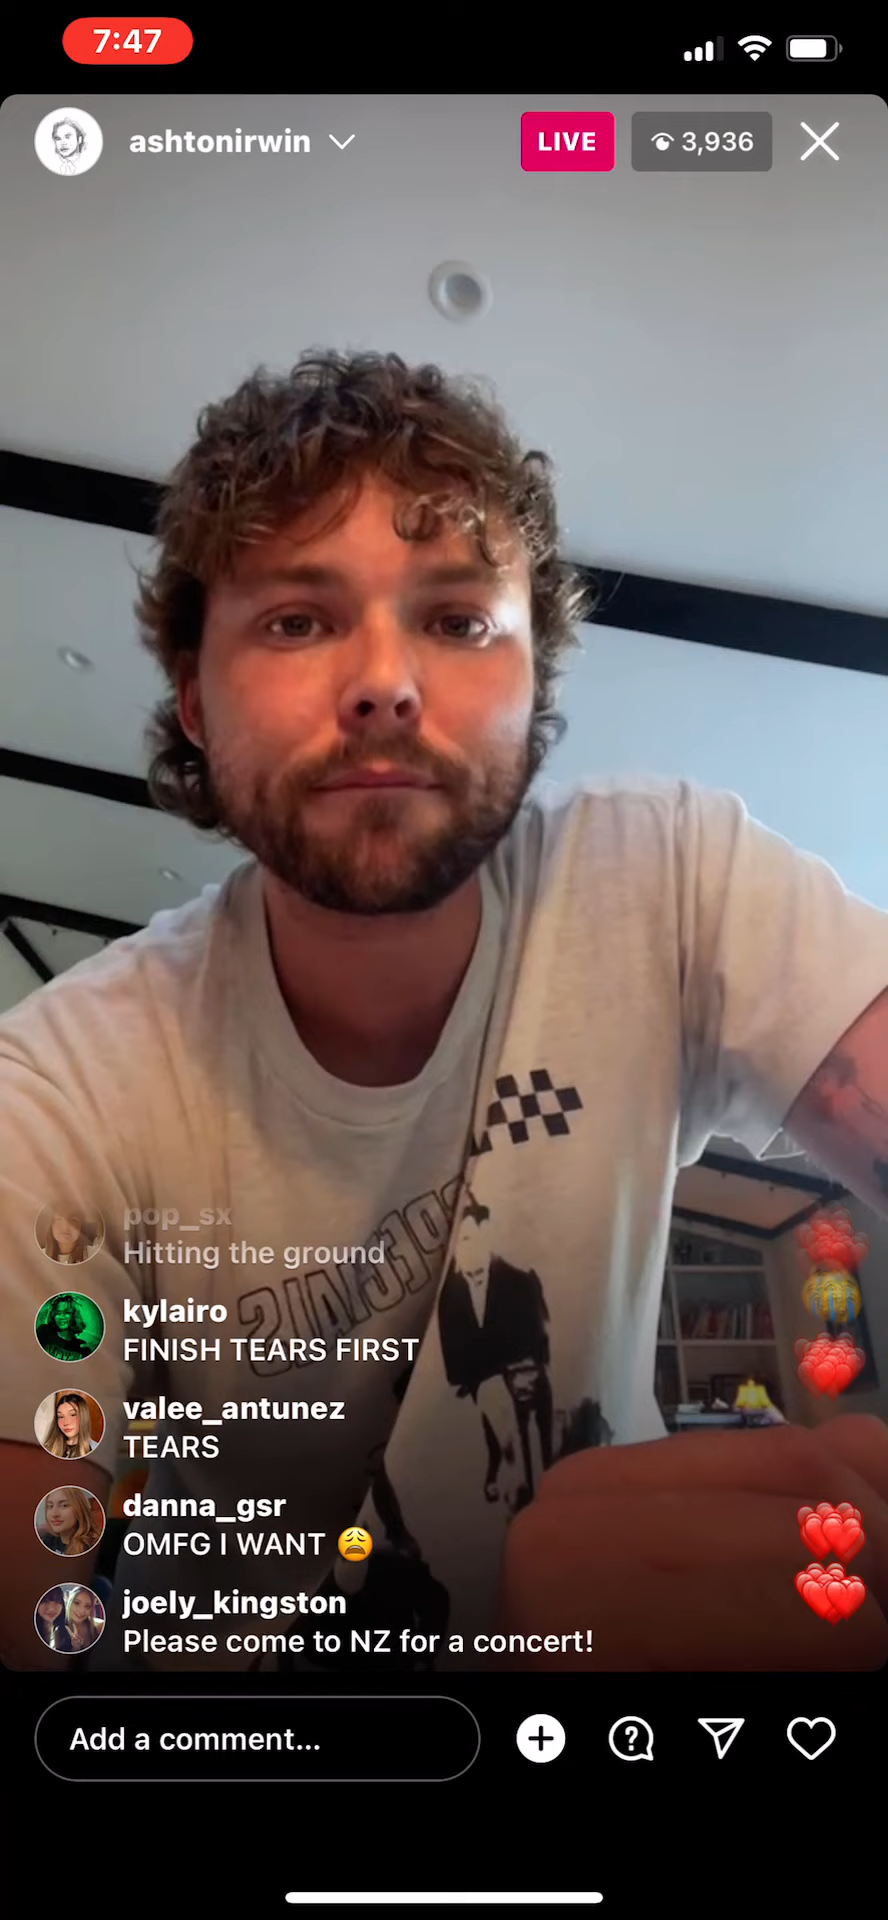 7:47
ashtonirwin
LIVE
3,936
pop_sx
Hitting the ground
kylairo
FINISH TEARS FIRST
valee_antunez
TEARS
danna_gsr
OMFG I WANT 😩
joely_kingston
Please come to NZ for a concert!
Add a comment...